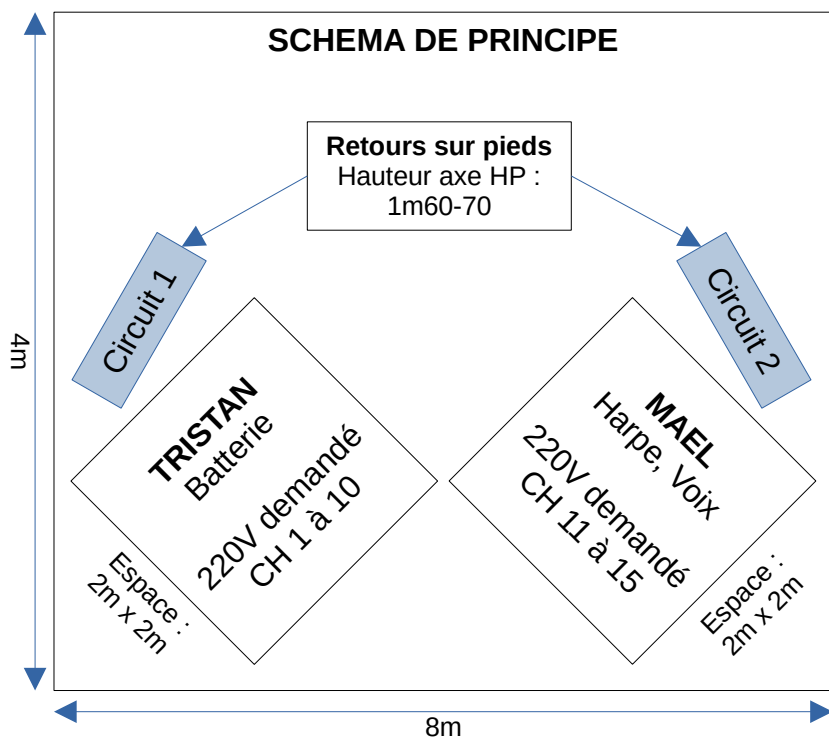 SCHEMA DE PRINCIPE
Retours sur pieds
Hauteur axe HP :
1m60-70
Circuit 1
Circuit 2
4m
TRISTAN
Batterie
220V demandé
CH 1 à 10
Espace :
2m x 2m
MAEL
Harpe, Voix
220V demandé
CH 11 à 15
Espace :
2m x 2m
8m